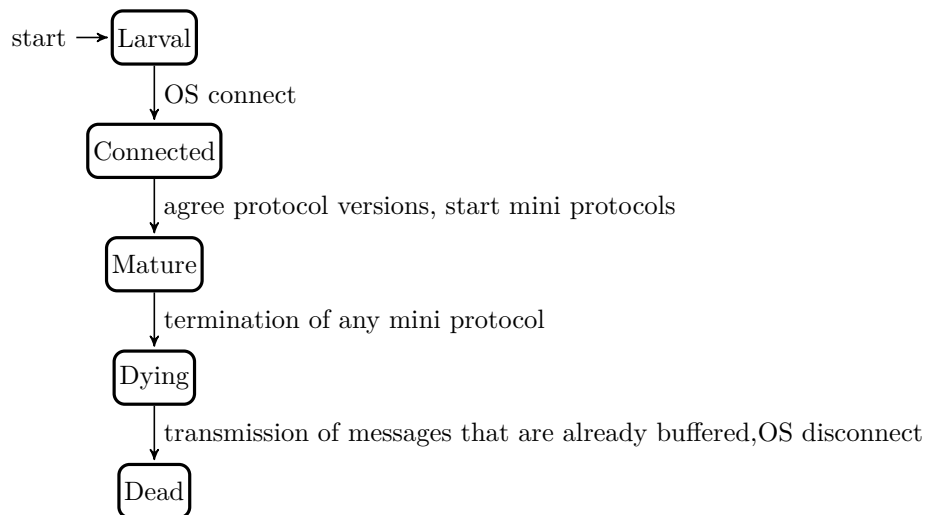 start
Larval
OS connect
Connected
agree protocol versions, start mini protocols
Mature
termination of any mini protocol
Dying
transmission of messages that are already buffered,OS disconnect
Dead